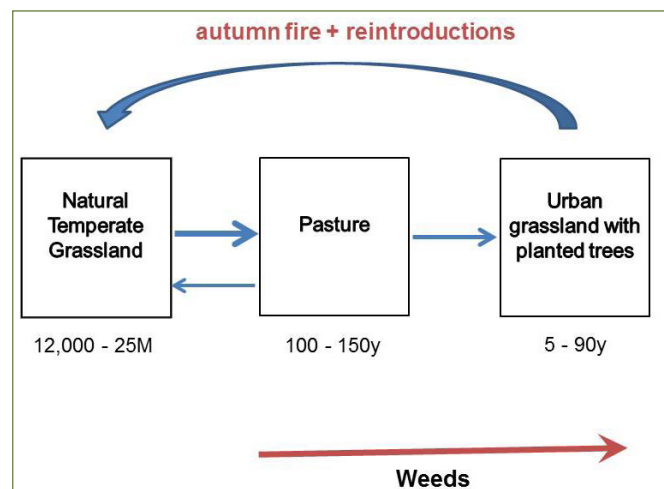 autumn fire + reintroductions
Natural
Temperate
Grassland
Pasture
Urban
grassland with
planted trees
12,000 - 25M
100 - 150y
5 - 90y
Weeds